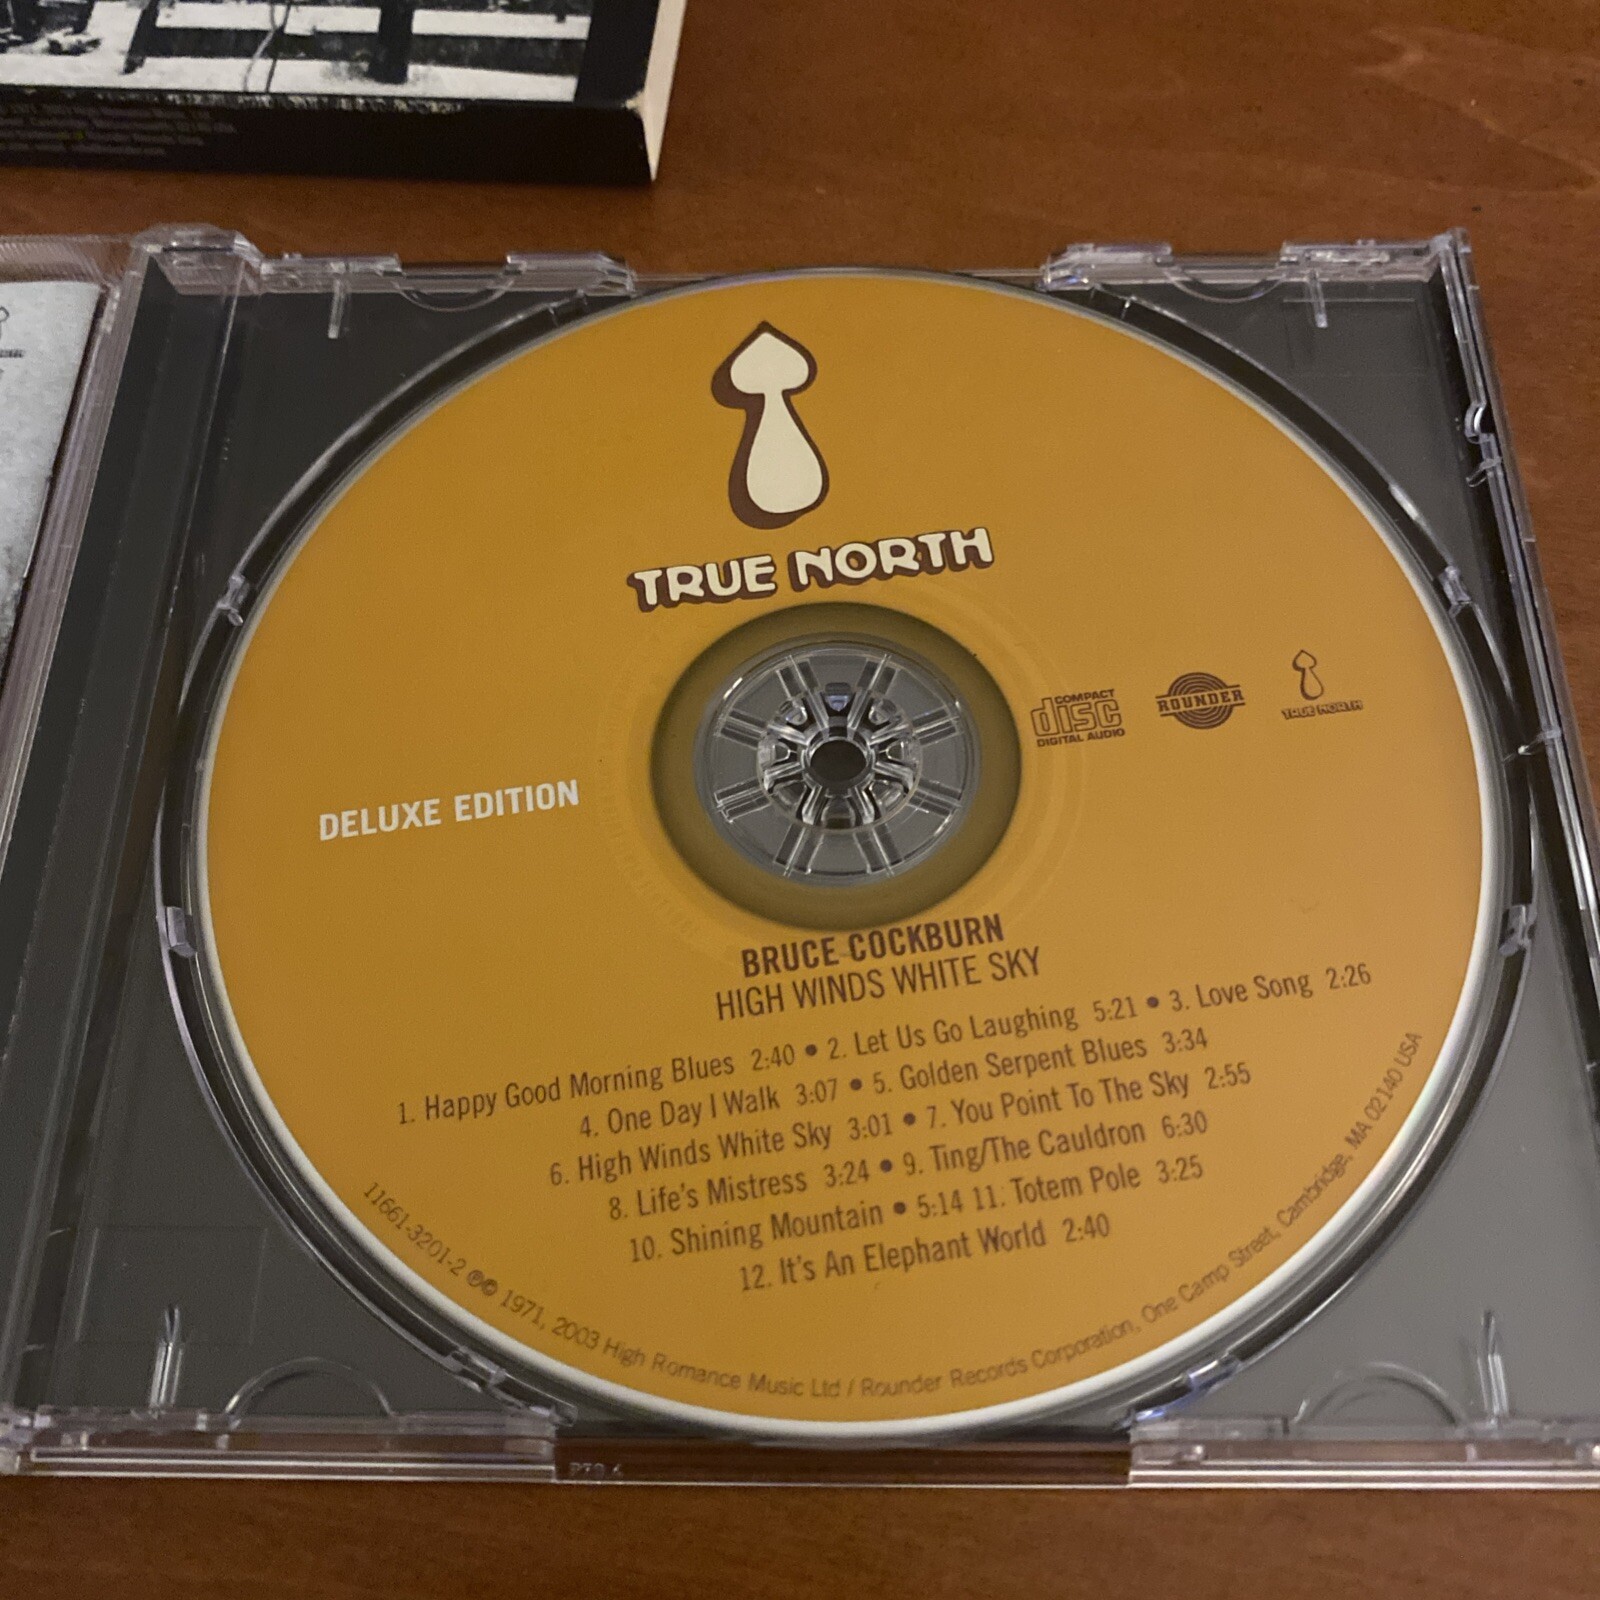 TRUE NORTH
COMPACT
disc
DIGITAL AUDIO
ROUNDER
TRUE NORTH
DELUXE EDITION
BRUCE COCKBURN
HIGH WINDS WHITE SKY
1. Happy Good Morning Blues 2:40 • 2. Let Us Go Laughing 5:21 • 3. Love Song 2:26
4. One Day I Walk 3:07 • 5. Golden Serpent Blues 3:34
6. High Winds White Sky 3:01 • 7. You Point To The Sky 2:55
8. Life's Mistress 3:24 • 9. Ting/The Cauldron 6:30
10. Shining Mountain • 5:14 11. Totem Pole 3:25
12. It's An Elephant World 2:40
11661-3201-2 ℗© 1971, 2003 High Romance Music Ltd / Rounder Records Corporation, One Camp Street, Cambridge, MA 02140 USA